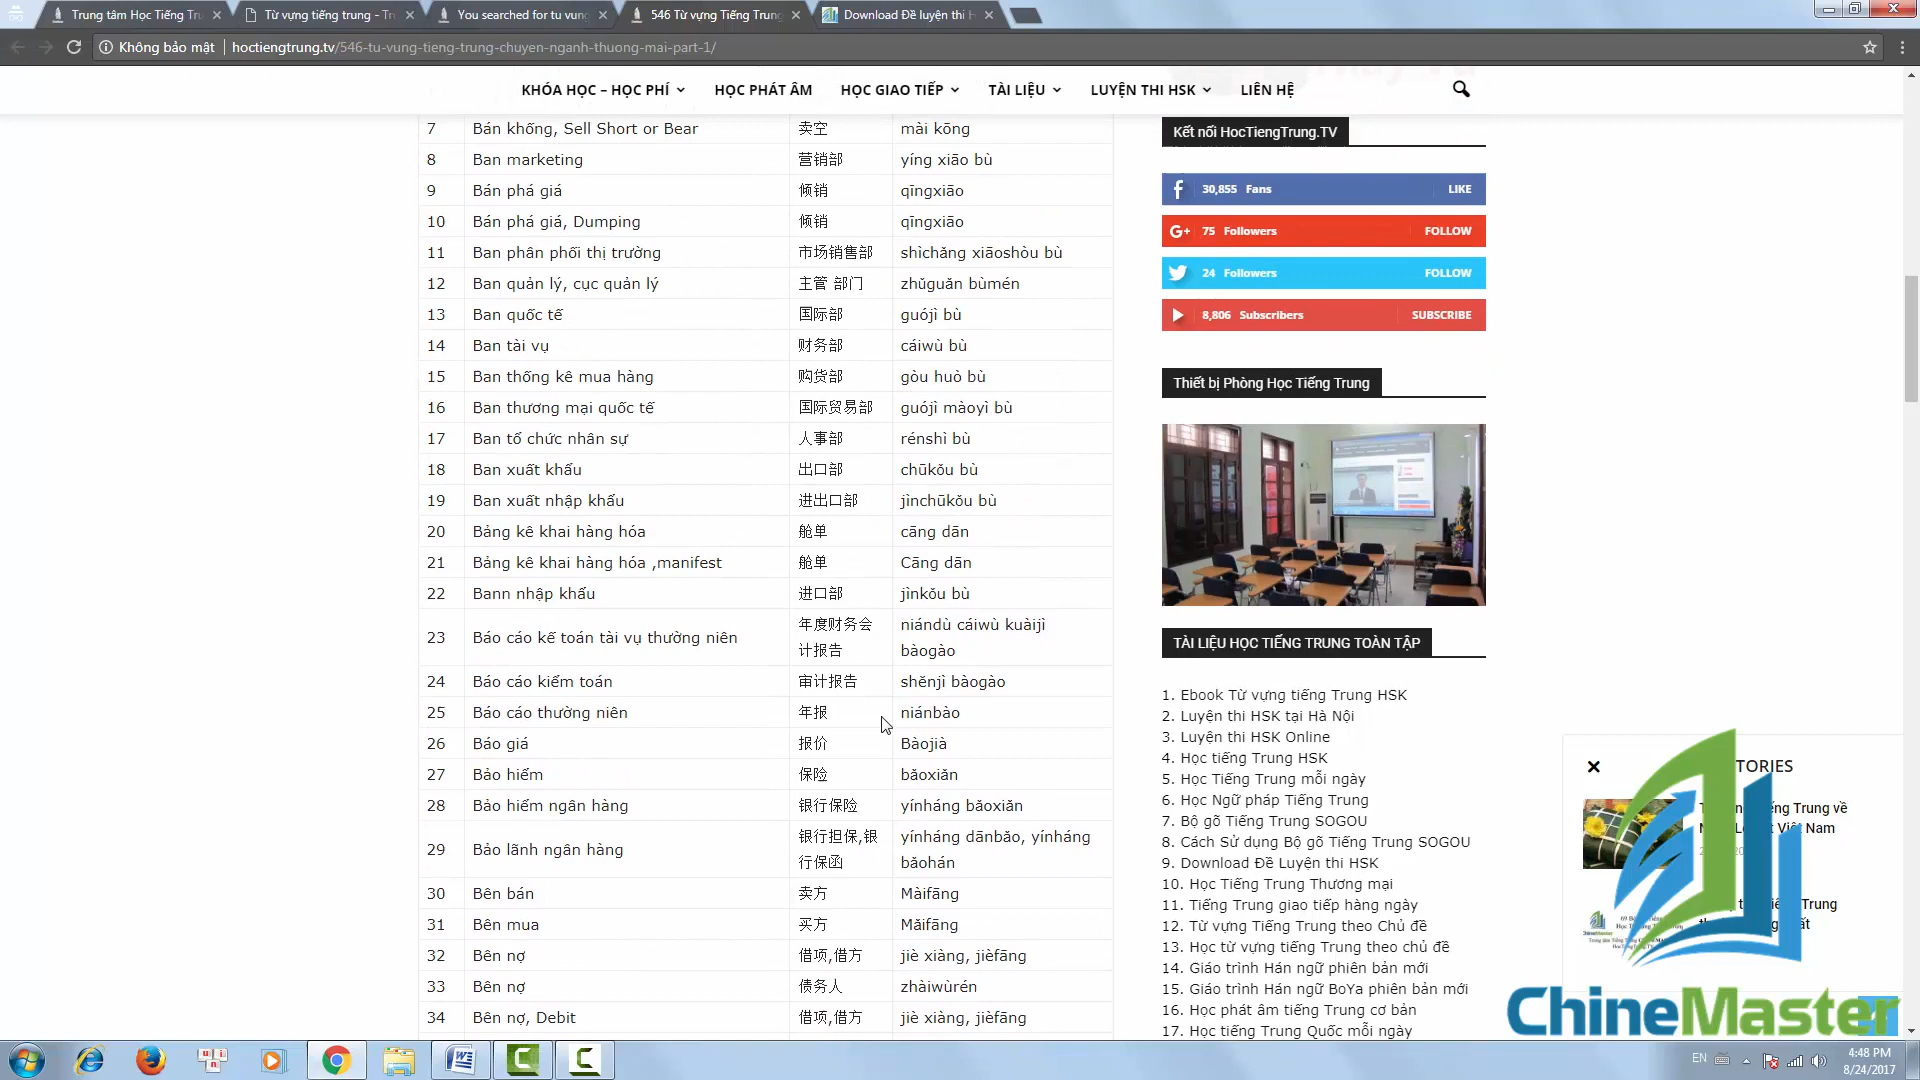 Trung tâm Học Tiếng Tr
Từ vựng tiếng trung - Tr
You searched for tu vung
546 Từ vựng Tiếng Trung
Download Đề luyện thi H
Không bảo mật
hoctiengtrung.tv/546-tu-vung-tieng-trung-chuyen-nganh-thuong-mai-part-1/
KHÓA HỌC – HỌC PHÍ
HỌC PHÁT ÂM
HỌC GIAO TIẾP
TÀI LIỆU
LUYỆN THI HSK
LIÊN HỆ
7 Bán khống, Sell Short or Bear 卖空 mài kōng
8 Ban marketing 营销部 yíng xiāo bù
9 Bán phá giá 倾销 qīngxiāo
10 Bán phá giá, Dumping 倾销 qīngxiāo
11 Ban phân phối thị trường 市场销售部 shìchǎng xiāoshòu bù
12 Ban quản lý, cục quản lý 主管 部门 zhǔguǎn bùmén
13 Ban quốc tế 国际部 guójì bù
14 Ban tài vụ 财务部 cáiwù bù
15 Ban thống kê mua hàng 购货部 gòu huò bù
16 Ban thương mại quốc tế 国际贸易部 guójì màoyì bù
17 Ban tổ chức nhân sự 人事部 rénshì bù
18 Ban xuất khẩu 出口部 chūkǒu bù
19 Ban xuất nhập khẩu 进出口部 jìnchūkǒu bù
20 Bảng kê khai hàng hóa 舱单 cāng dān
21 Bảng kê khai hàng hóa ,manifest 舱单 Cāng dān
22 Bann nhập khẩu 进口部 jìnkǒu bù
23 Báo cáo kế toán tài vụ thường niên 年度财务会 niándù cáiwù kuàijì
计报告 bàogào
24 Báo cáo kiểm toán 审计报告 shěnjì bàogào
25 Báo cáo thường niên 年报 niánbào
26 Báo giá 报价 Bàojià
27 Bảo hiểm 保险 bǎoxiǎn
28 Bảo hiểm ngân hàng 银行保险 yínháng bǎoxiǎn
29 Bảo lãnh ngân hàng 银行担保,银 yínháng dānbǎo, yínháng
行保函 bǎohán
30 Bên bán 卖方 Màifāng
31 Bên mua 买方 Mǎifāng
32 Bên nợ 借项,借方 jiè xiàng, jièfāng
33 Bên nợ 债务人 zhàiwùrén
34 Bên nợ, Debit 借项,借方 jiè xiàng, jièfāng
Kết nối HocTiengTrung.TV
30,855 Fans LIKE
75 Followers FOLLOW
24 Followers FOLLOW
8,806 Subscribers SUBSCRIBE
Thiết bị Phòng Học Tiếng Trung
TÀI LIỆU HỌC TIẾNG TRUNG TOÀN TẬP
1. Ebook Từ vựng tiếng Trung HSK
2. Luyện thi HSK tại Hà Nội
3. Luyện thi HSK Online
4. Học tiếng Trung HSK
5. Học Tiếng Trung mỗi ngày
6. Học Ngữ pháp Tiếng Trung
7. Bộ gõ Tiếng Trung SOGOU
8. Cách Sử dụng Bộ gõ Tiếng Trung SOGOU
9. Download Đề Luyện thi HSK
10. Học Tiếng Trung Thương mại
11. Tiếng Trung giao tiếp hàng ngày
12. Từ vựng Tiếng Trung theo Chủ đề
13. Học từ vựng tiếng Trung theo chủ đề
14. Giáo trình Hán ngữ phiên bản mới
15. Giáo trình Hán ngữ BoYa phiên bản mới
16. Học phát âm tiếng Trung cơ bản
17. Học tiếng Trung Quốc mỗi ngày
TORIES
Trung về
Việt Nam
Trung
ChineMaster
EN
4:48 PM
8/24/2017